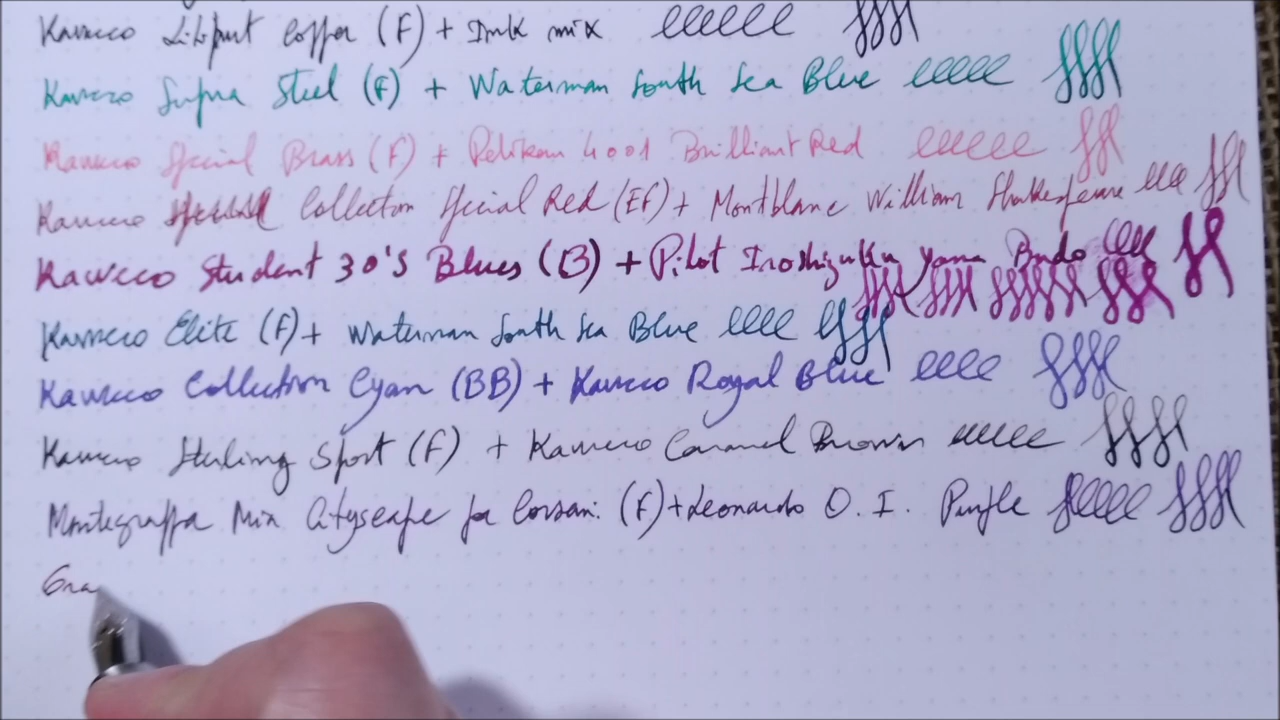 Kaweco Liliput Copper (F) + Ink mix
Kaweco Supra Steel (F) + Waterman South Sea Blue
Kaweco Special Brass (F) + Pelikan 4001 Brilliant Red
Kaweco Collection Special Red (EF) + Montblanc William Shakespeare
Kaweco Student 30's Blues (B) + Pilot Iroshizuku yama Budo
Kaweco Elite (F) + Waterman South Sea Blue
Kaweco Collection Cyan (BB) + Kaweco Royal Blue
Kaweco Sterling Sport (F) + Kaweco Caramel Brown
Montegrappa Mia Cityscape for Corsani (F) + Leonardo O. I. Purple
Gra